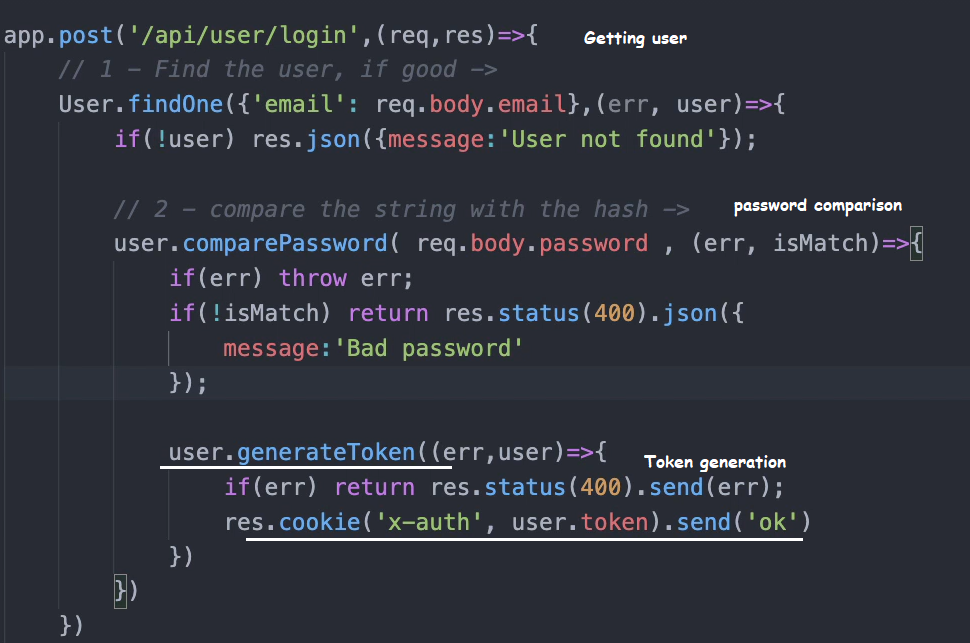 app.post('/api/user/login',(req,res)=>{ Getting user
// 1 - Find the user, if good ->
User.findOne({'email': req.body.email},(err, user)=>{
if(!user) res.json({message:'User not found'});
// 2 - compare the string with the hash -> password comparison
user.comparePassword( req.body.password , (err, isMatch)=>{
if(err) throw err;
if(!isMatch) return res.status(400).json({
message:'Bad password'
});
user.generateToken((err,user)=>{ Token generation
if(err) return res.status(400).send(err);
res.cookie('x-auth', user.token).send('ok')
})
})
})